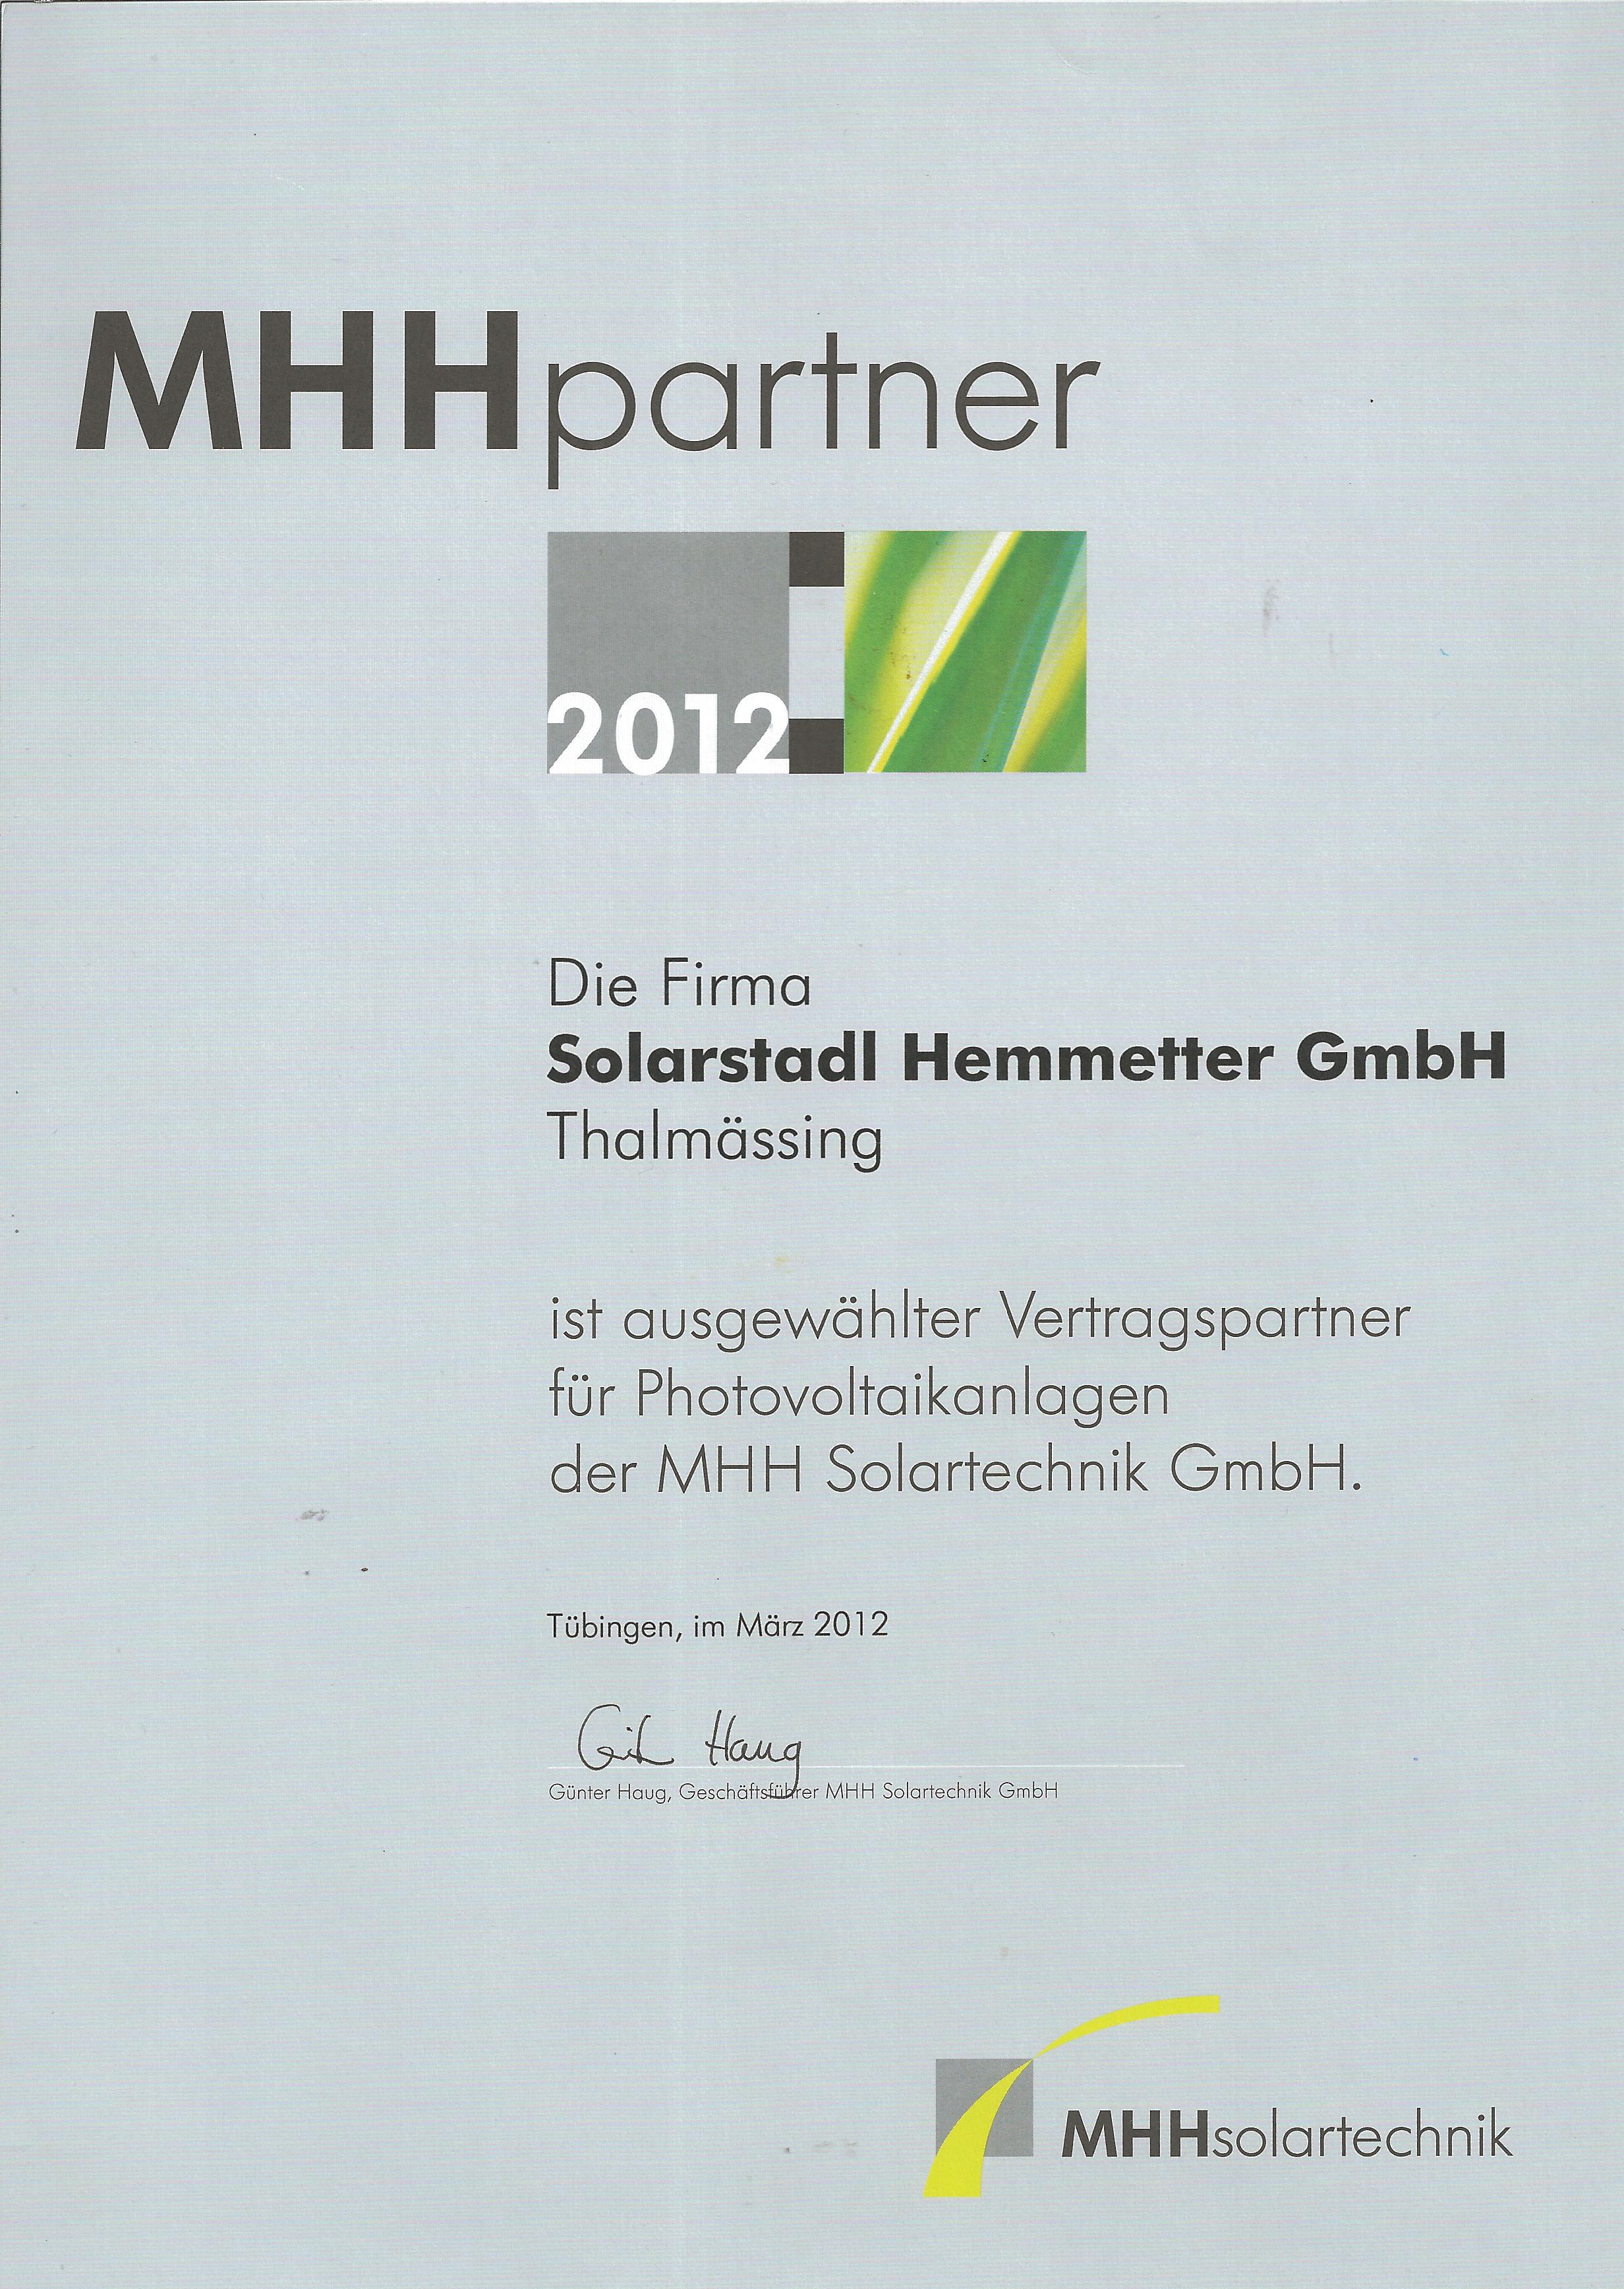 MHHpartner
2012
Die Firma
Solarstadl Hemmetter GmbH
Thalmässing
ist ausgewählter Vertragspartner
für Photovoltaikanlagen
der MHH Solartechnik GmbH.
Tübingen, im März 2012
Günter Haug
Günter Haug, Geschäftsführer MHH Solartechnik GmbH
MHHsolartechnik